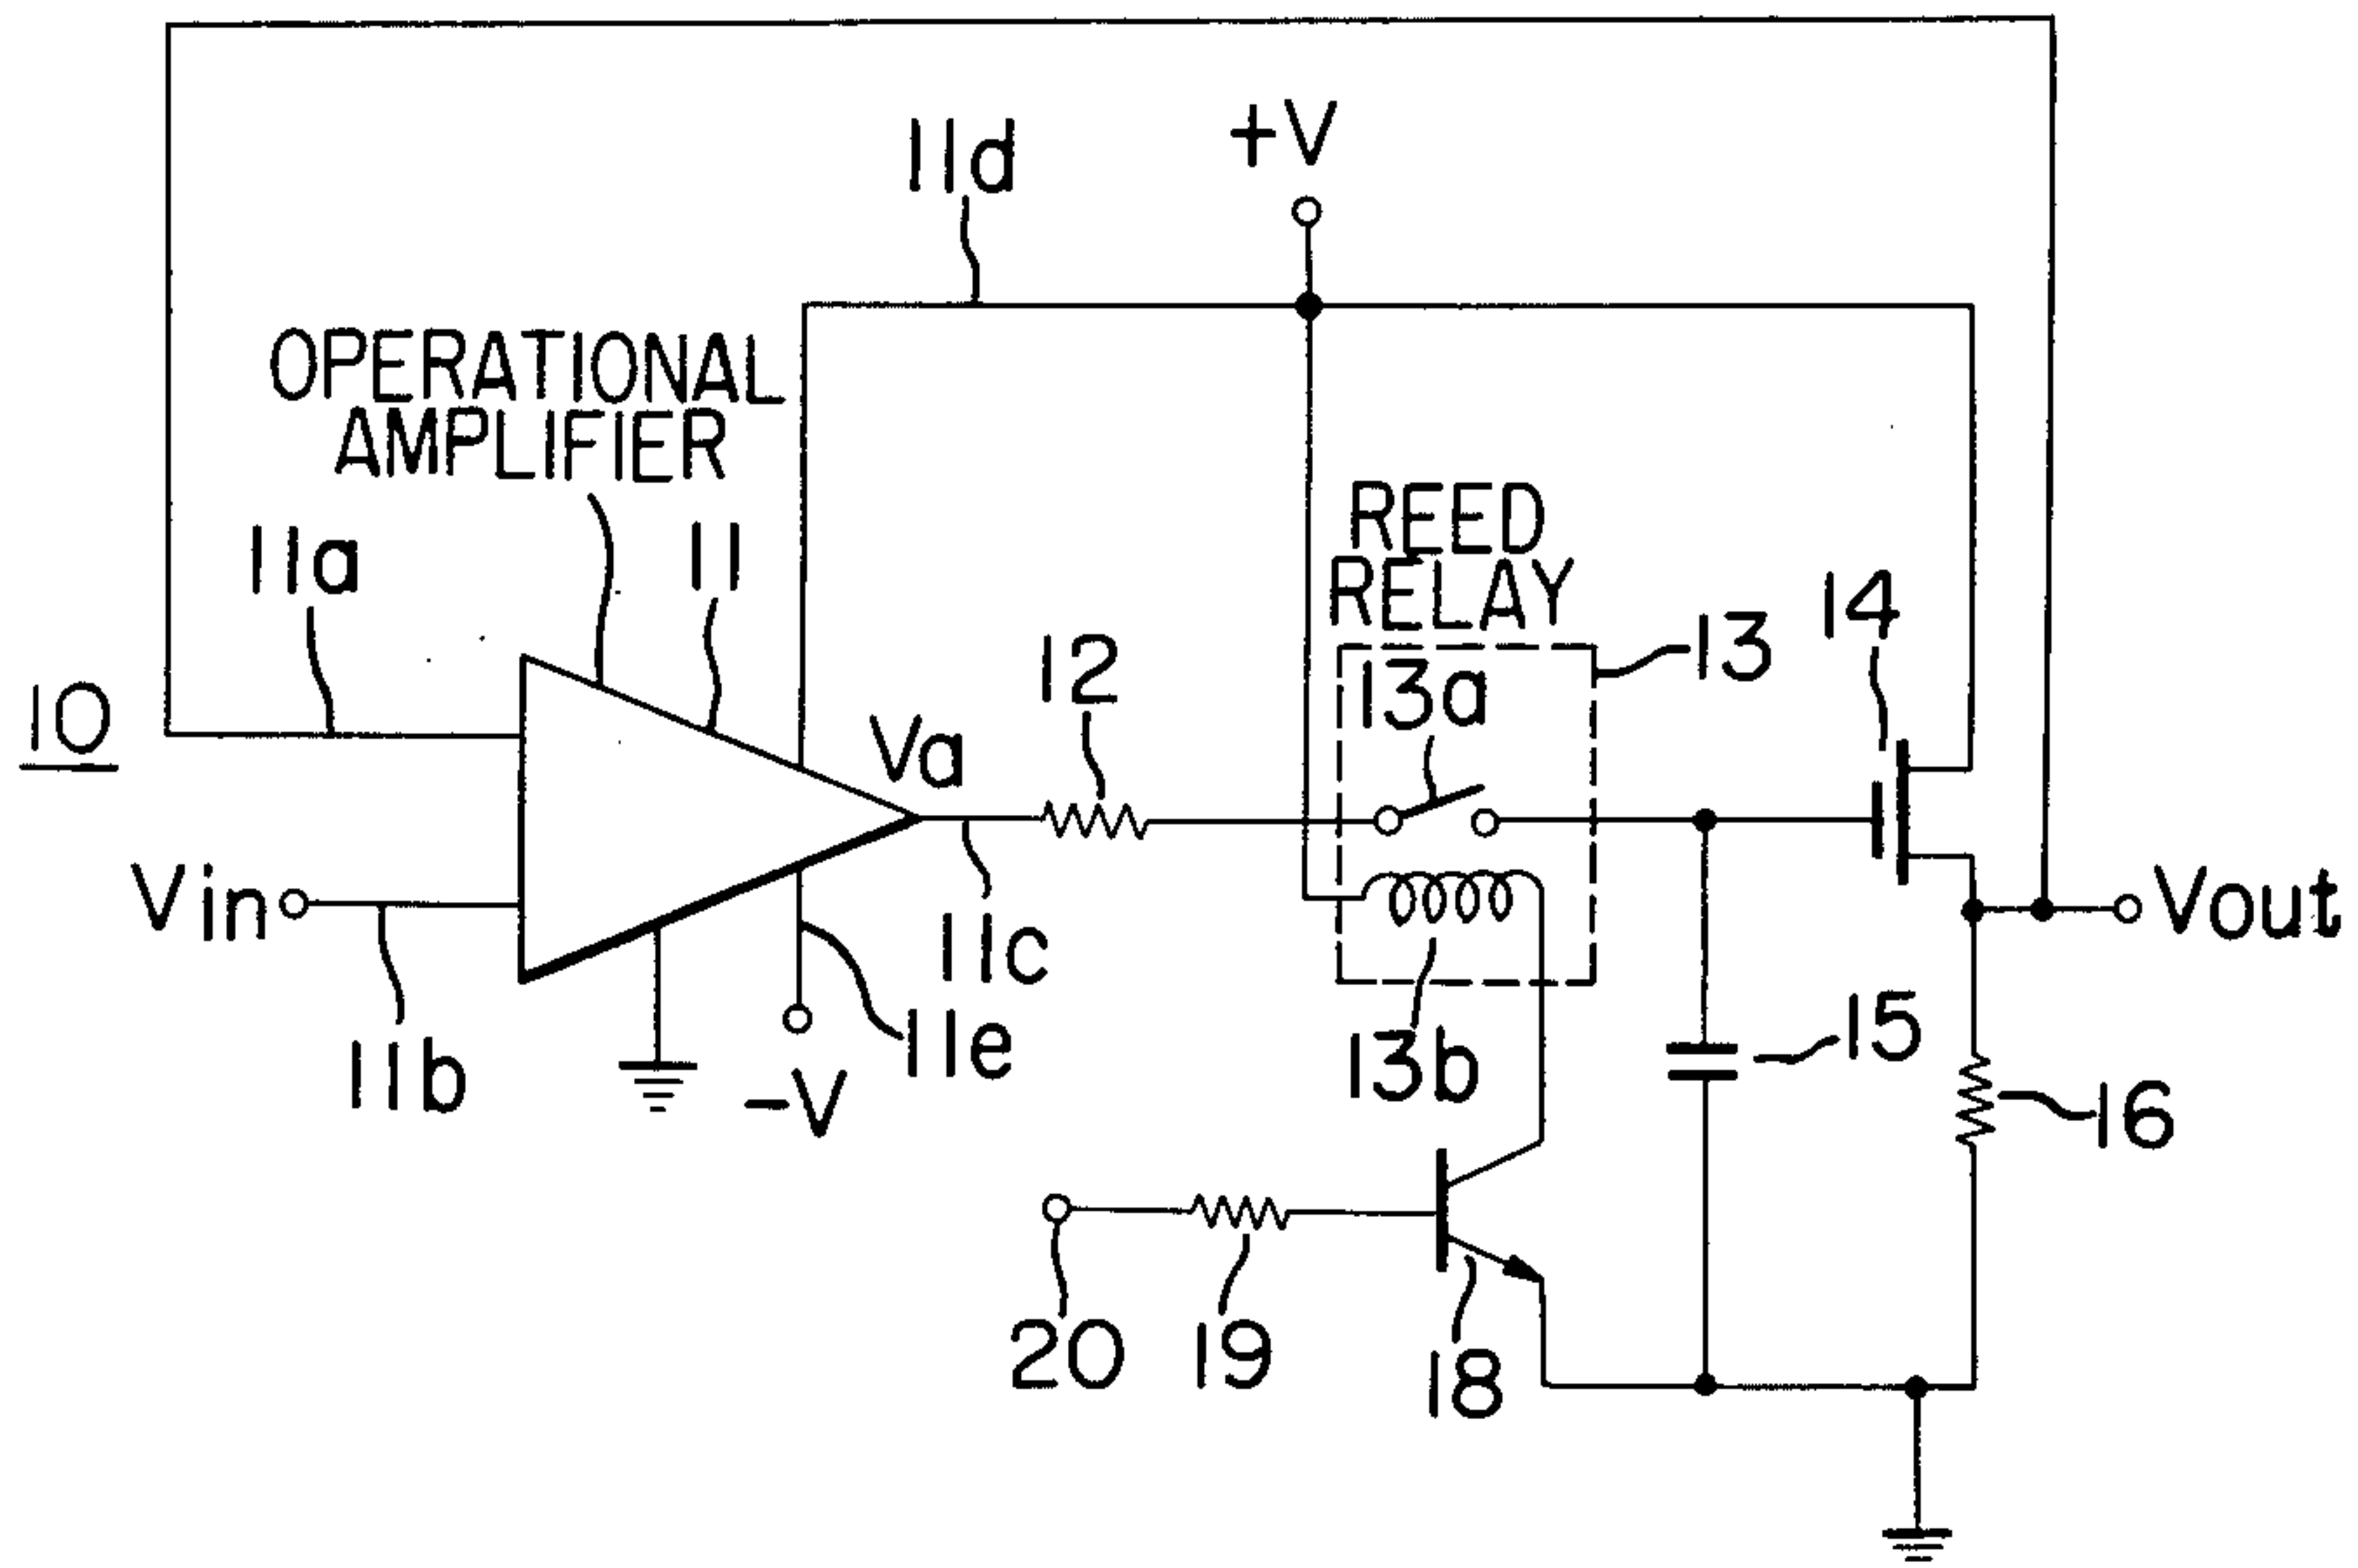 +V
11d
OPERATIONAL
AMPLIFIER
REED
RELAY
11a
11
14
12
13
13a
10
Va
Vin
Vout
11c
15
11e
13b
11b
-V
16
20
19
18